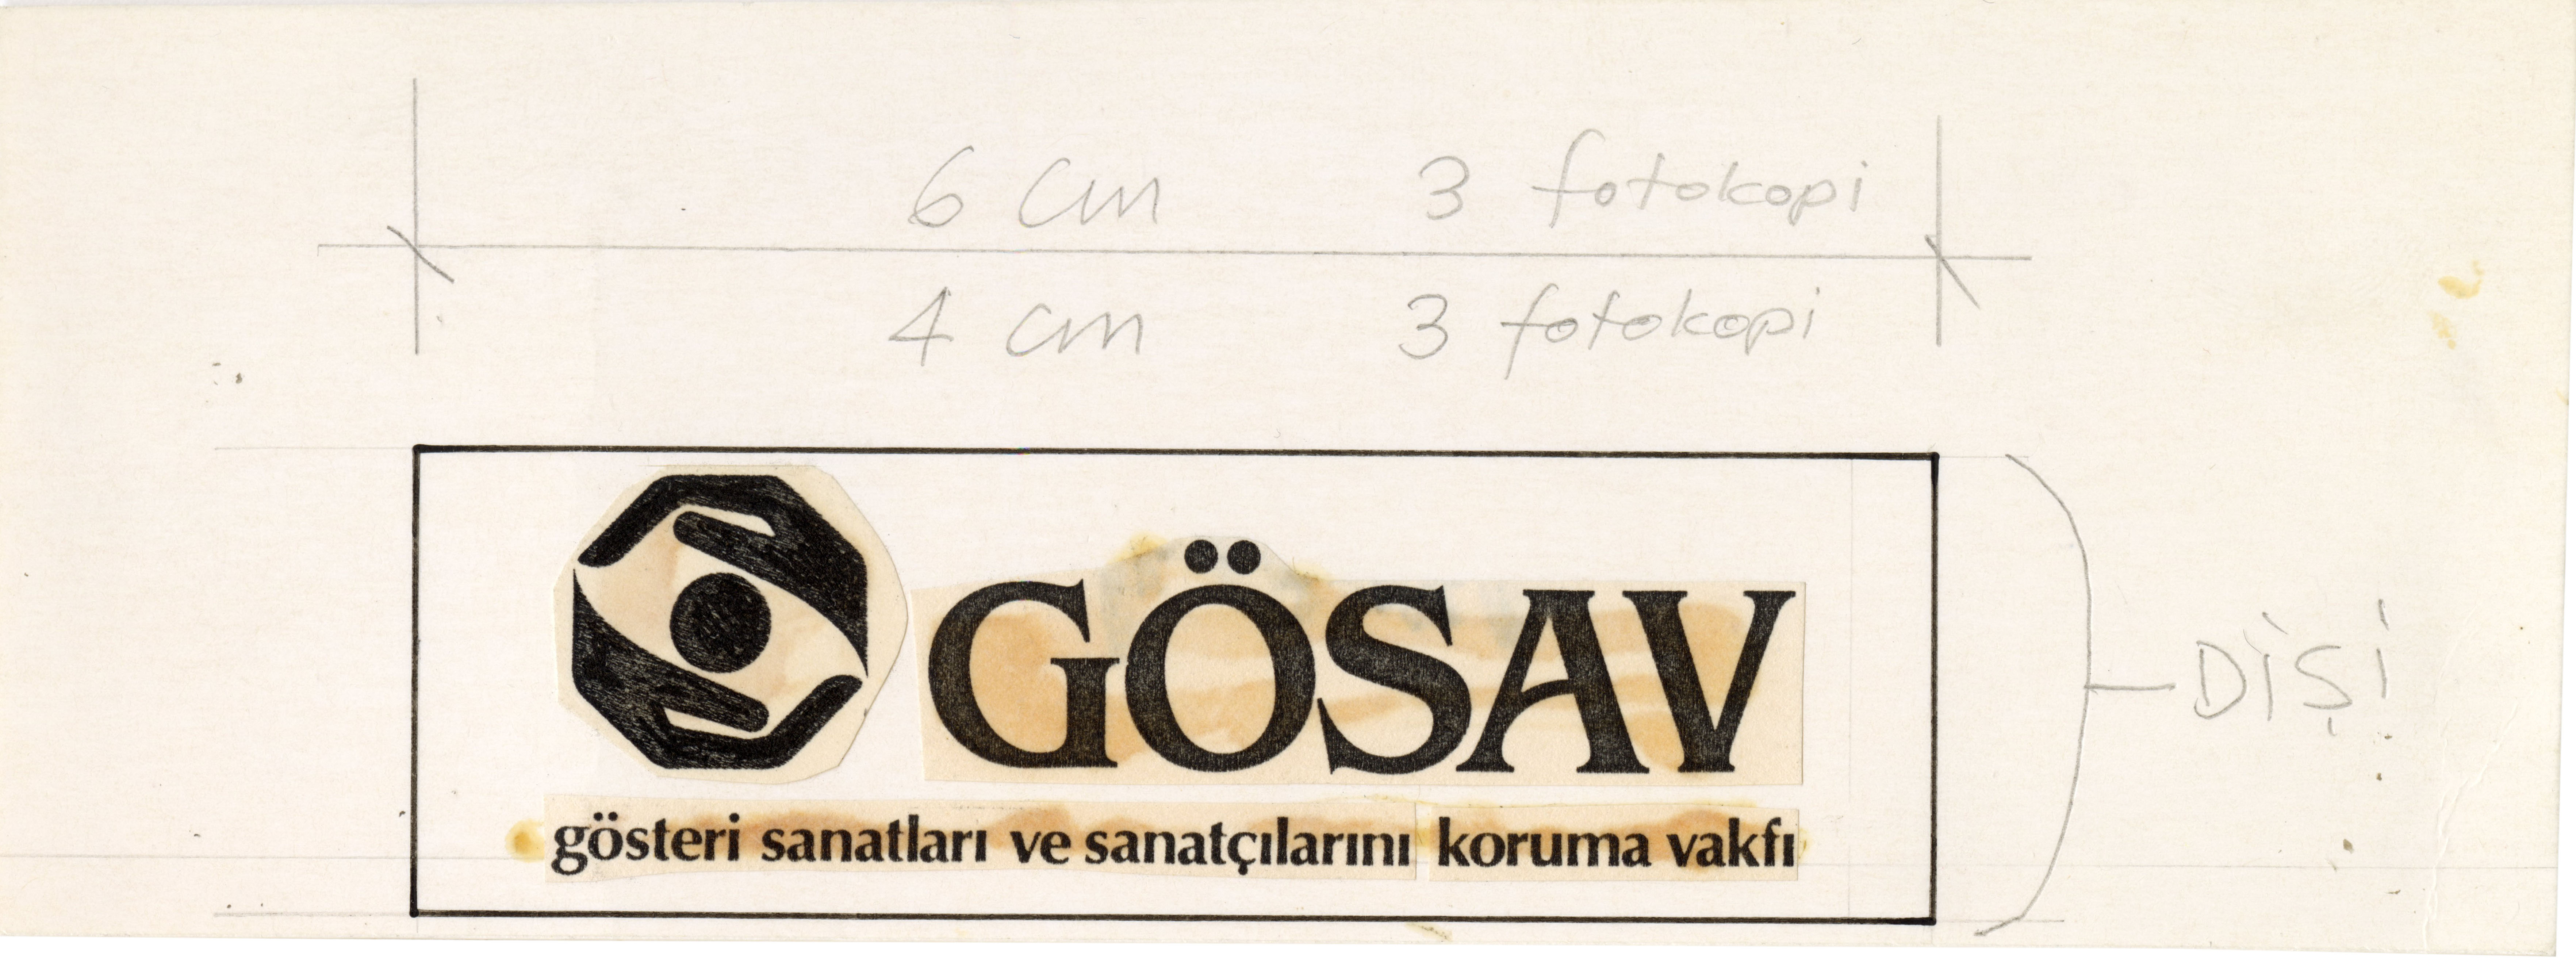 6 cm 3 fotokopi
4 cm 3 fotokopi
GÖSAV
gösteri sanatları ve sanatçılarını koruma vakfı
DİŞİ